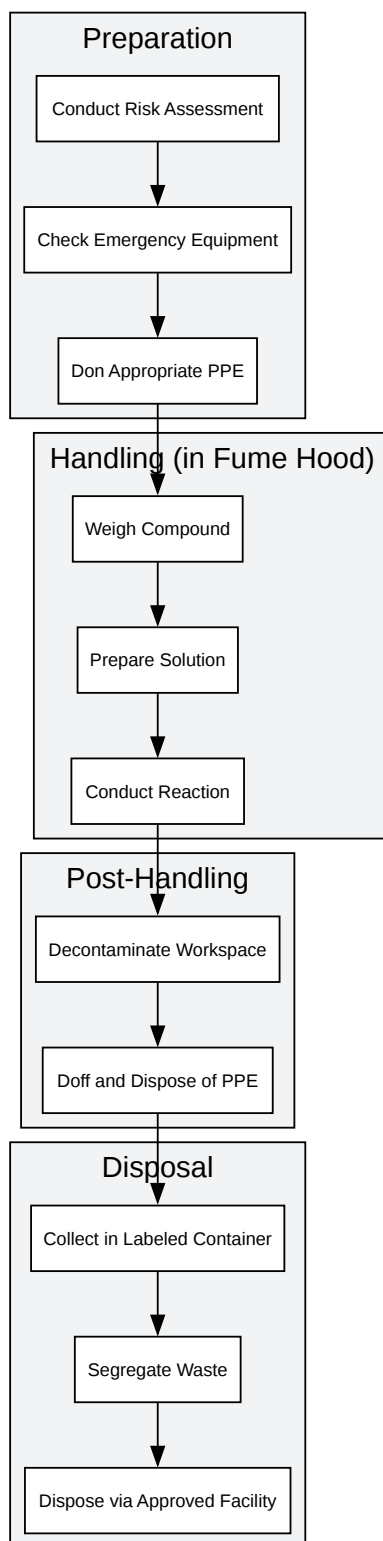 Preparation
Conduct Risk Assessment
Check Emergency Equipment
Don Appropriate PPE
Handling (in Fume Hood)
Weigh Compound
Prepare Solution
Conduct Reaction
Post-Handling
Decontaminate Workspace
Doff and Dispose of PPE
Disposal
Collect in Labeled Container
Segregate Waste
Dispose via Approved Facility